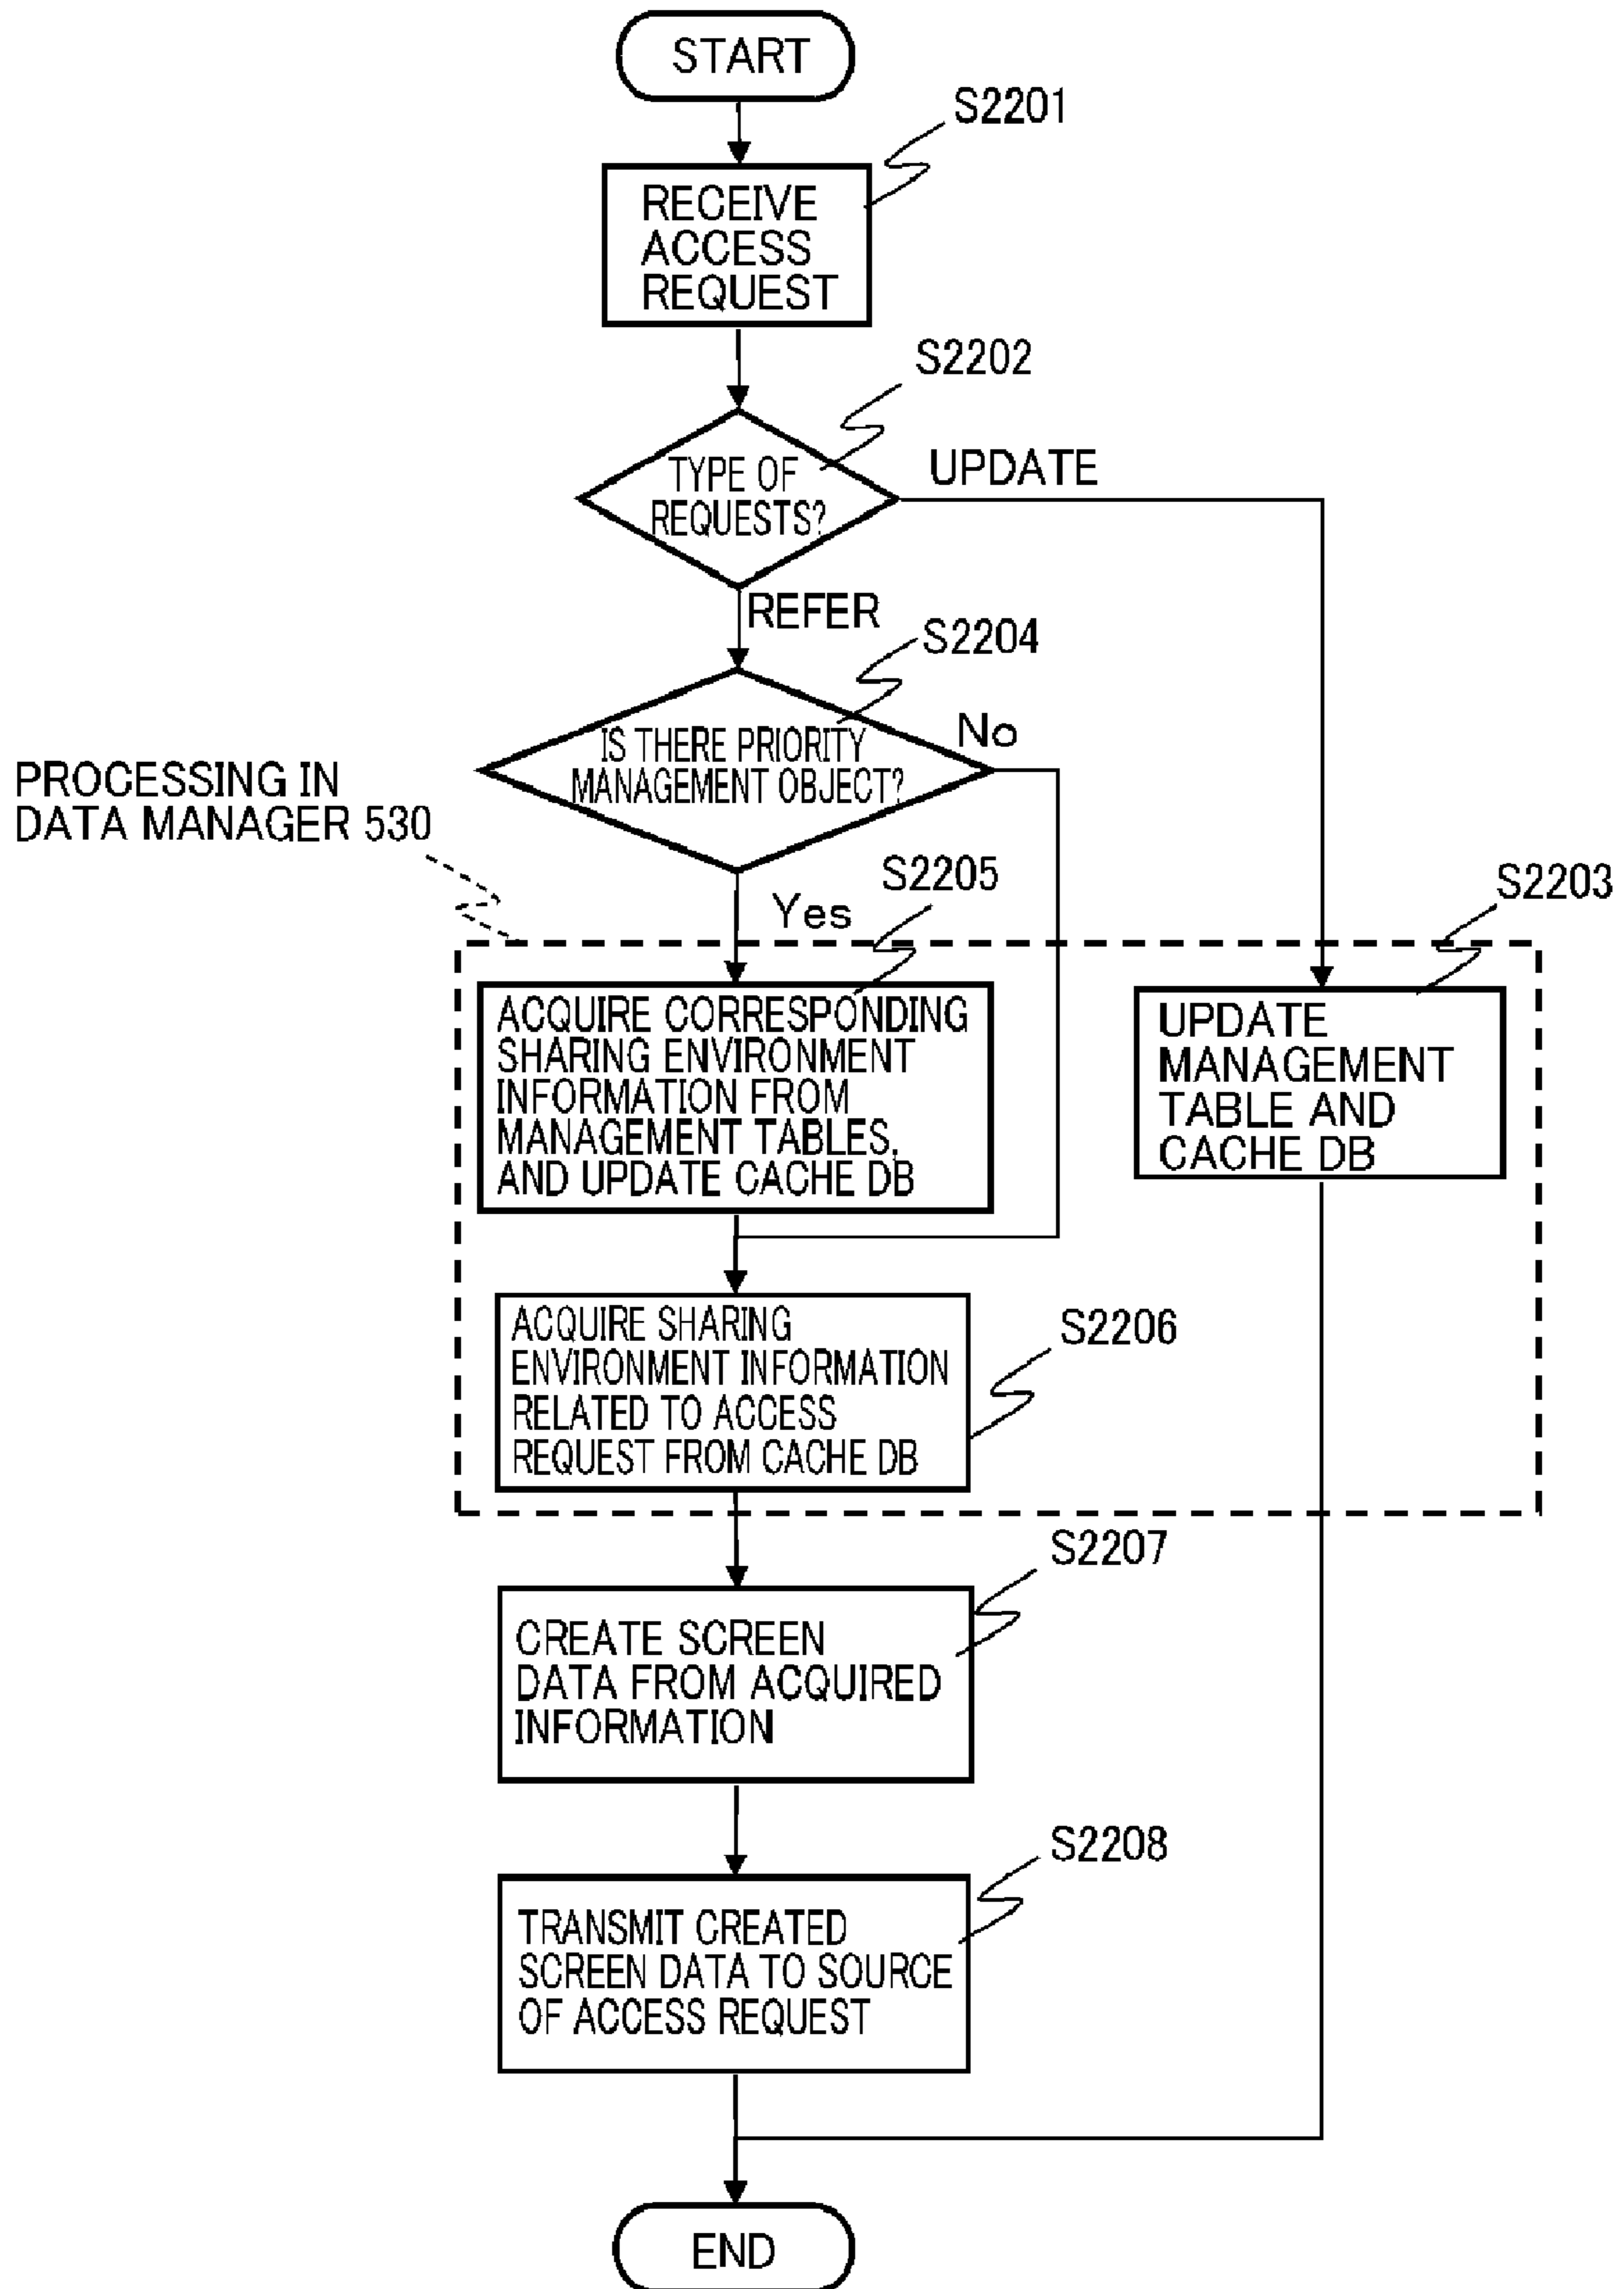 START
S2201
RECEIVE
ACCESS
REQUEST
S2202
TYPE OF
REQUESTS?
UPDATE
REFER
S2204
IS THERE PRIORITY
MANAGEMENT OBJECT?
No
PROCESSING IN
DATA MANAGER 530
Yes
S2205
S2203
ACQUIRE CORRESPONDING
SHARING ENVIRONMENT
INFORMATION FROM
MANAGEMENT TABLES,
AND UPDATE CACHE DB
UPDATE
MANAGEMENT
TABLE AND
CACHE DB
ACQUIRE SHARING
ENVIRONMENT INFORMATION
RELATED TO ACCESS
REQUEST FROM CACHE DB
S2206
S2207
CREATE SCREEN
DATA FROM ACQUIRED
INFORMATION
S2208
TRANSMIT CREATED
SCREEN DATA TO SOURCE
OF ACCESS REQUEST
END